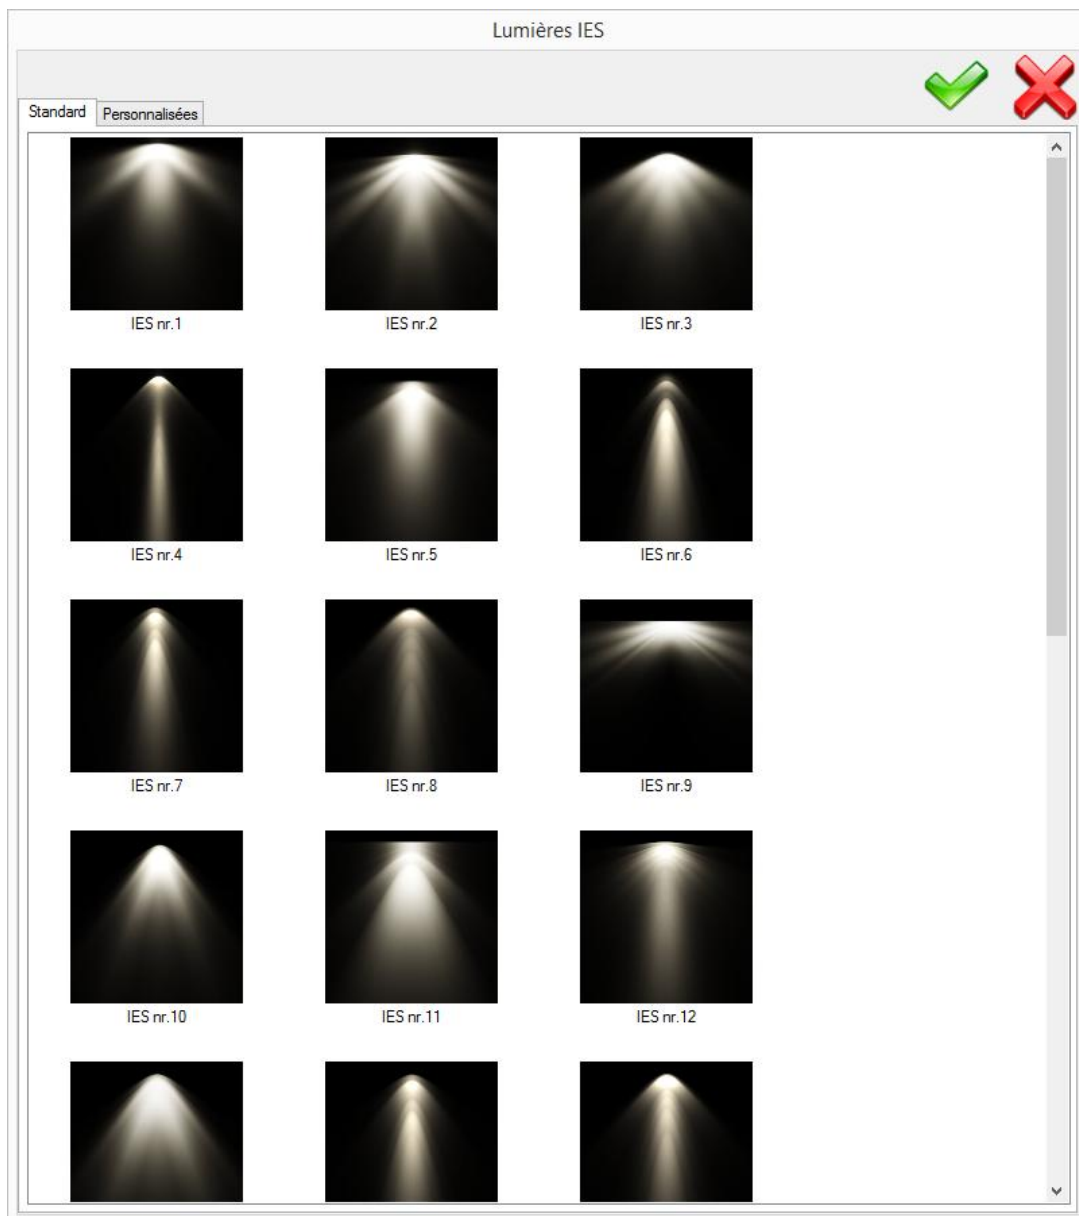 Lumières IES
Standard
Personnalisées
IES nr.1
IES nr.2
IES nr.3
IES nr.4
IES nr.5
IES nr.6
IES nr.7
IES nr.8
IES nr.9
IES nr.10
IES nr.11
IES nr.12